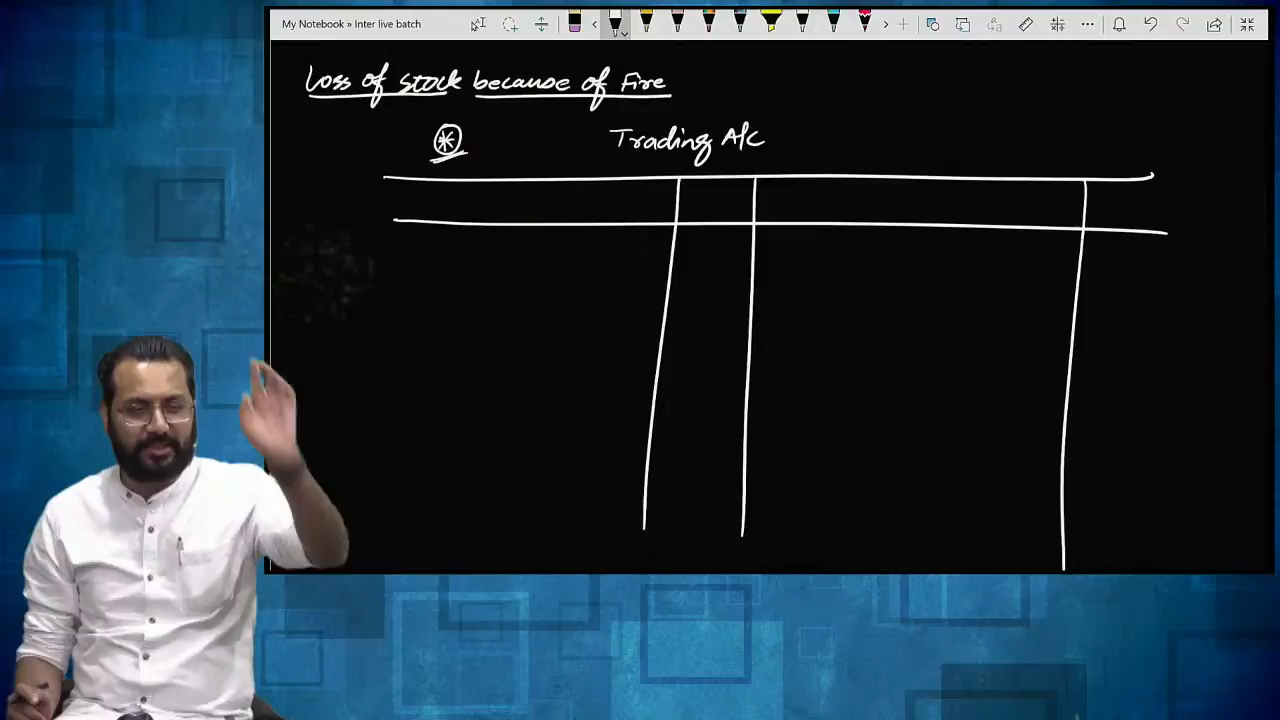 My Notebook » Inter live batch
Loss of stock because of Fire
Trading A/c